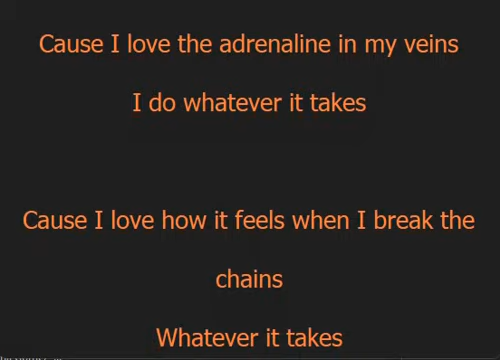 Cause I love the adrenaline in my veins
I do whatever it takes
Cause I love how it feels when I break the
chains
Whatever it takes